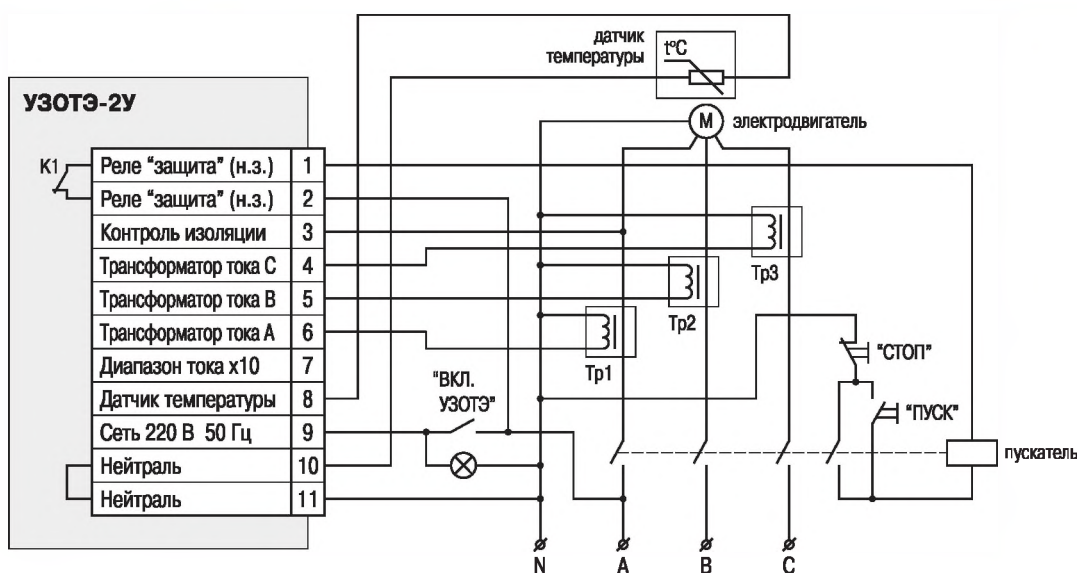 датчик
температуры
t°C
УЗОТЭ-2У
M
электродвигатель
K1
Реле "защита" (н.з.) 1
Реле "защита" (н.з.) 2
Контроль изоляции 3
Трансформатор тока С 4
Трансформатор тока В 5
Трансформатор тока А 6
Диапазон тока х10 7
Датчик температуры 8
Сеть 220 В 50 Гц 9
Нейтраль 10
Нейтраль 11
Тр3
Тр2
Тр1
"СТОП"
"ВКЛ.
УЗОТЭ"
"ПУСК"
пускатель
N A B C